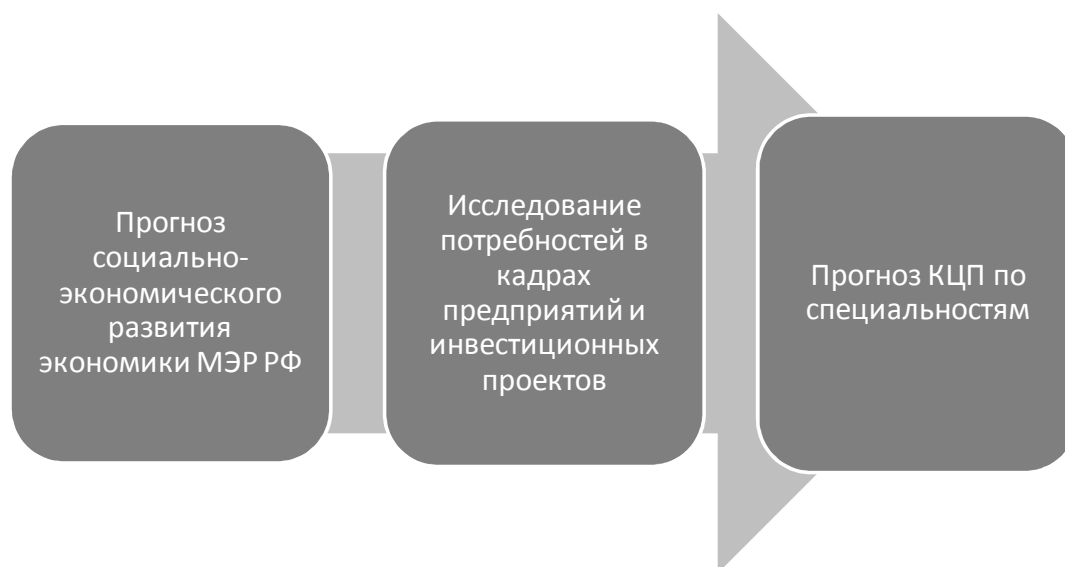 Прогноз
социально-
экономического
развития
экономики МЭР РФ
Исследование
потребностей в
кадрах
предприятий и
инвестиционных
проектов
Прогноз КЦП по
специальностям